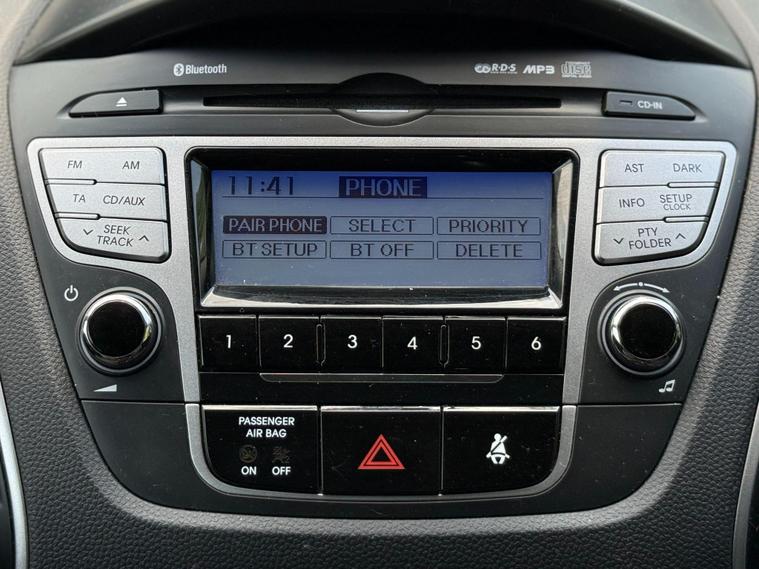 Bluetooth
R·D·S MP3 disc
CD-IN
FM AM
TA CD/AUX
SEEK
TRACK
11:41 PHONE
PAIR PHONE SELECT PRIORITY
BT SETUP BT OFF DELETE
AST DARK
INFO SETUP
CLOCK
PTY
FOLDER
1 2 3 4 5 6
PASSENGER
AIR BAG
ON OFF